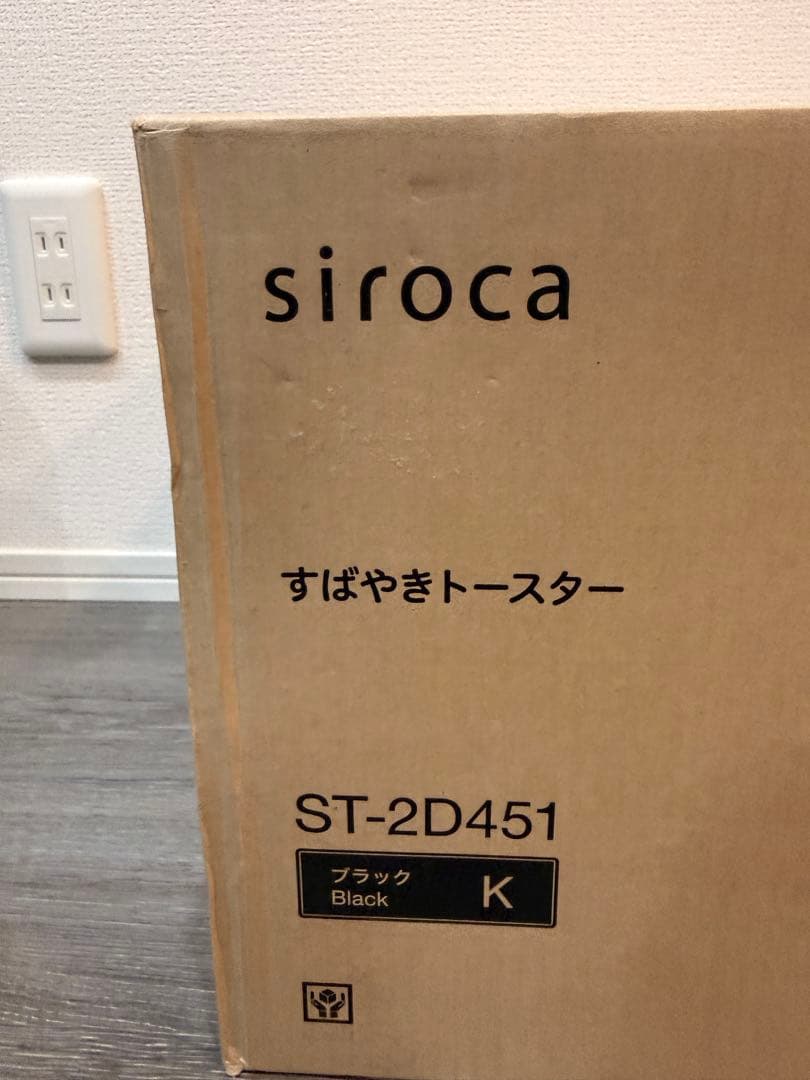 siroca
すばやきトースター
ST-2D451
ブラック
Black
K